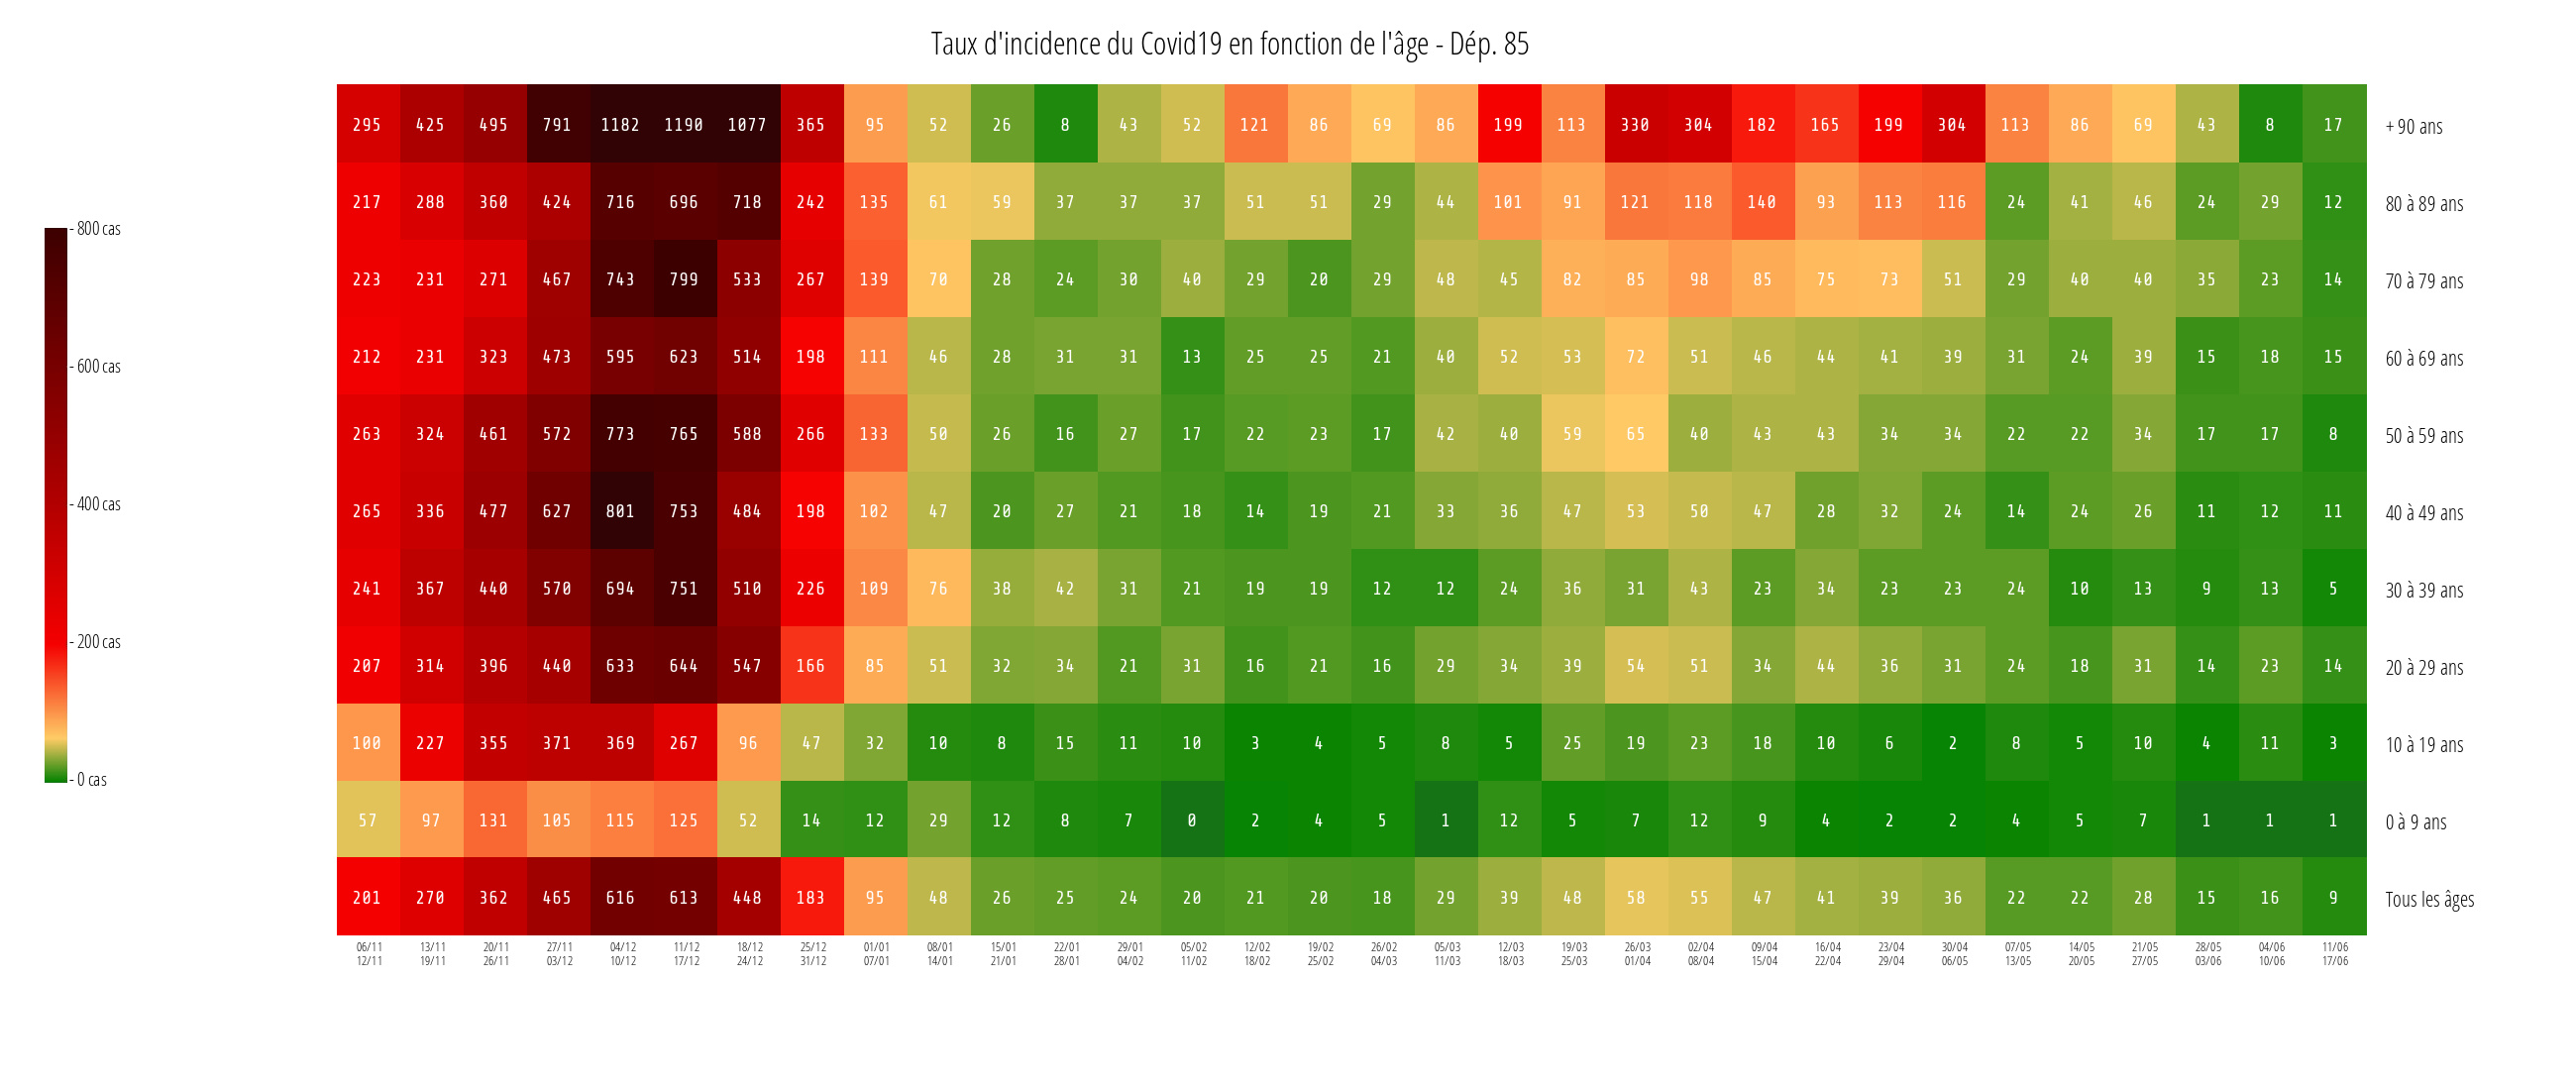 Taux d'incidence du Covid19 en fonction de l'âge - Dép. 85
- 800 cas
- 600 cas
- 400 cas
- 200 cas
- 0 cas
295 425 495 791 1182 1190 1077 365 95 52 26 8 43 52 121 86 69 86 199 113 330 304 182 165 199 304 113 86 69 43 8 17 + 90 ans
217 288 360 424 716 696 718 242 135 61 59 37 37 37 51 51 29 44 101 91 121 118 140 93 113 116 24 41 46 24 29 12 80 à 89 ans
223 231 271 467 743 799 533 267 139 70 28 24 30 40 29 20 29 48 45 82 85 98 85 75 73 51 29 40 40 35 23 14 70 à 79 ans
212 231 323 473 595 623 514 198 111 46 28 31 31 13 25 25 21 40 52 53 72 51 46 44 41 39 31 24 39 15 18 15 60 à 69 ans
263 324 461 572 773 765 588 266 133 50 26 16 27 17 22 23 17 42 40 59 65 40 43 43 34 34 22 22 34 17 17 8 50 à 59 ans
265 336 477 627 801 753 484 198 102 47 20 27 21 18 14 19 21 33 36 47 53 50 47 28 32 24 14 24 26 11 12 11 40 à 49 ans
241 367 440 570 694 751 510 226 109 76 38 42 31 21 19 19 12 12 24 36 31 43 23 34 23 23 24 10 13 9 13 5 30 à 39 ans
207 314 396 440 633 644 547 166 85 51 32 34 21 31 16 21 16 29 34 39 54 51 34 44 36 31 24 18 31 14 23 14 20 à 29 ans
100 227 355 371 369 267 96 47 32 10 8 15 11 10 3 4 5 8 5 25 19 23 18 10 6 2 8 5 10 4 11 3 10 à 19 ans
57 97 131 105 115 125 52 14 12 29 12 8 7 0 2 4 5 1 12 5 7 12 9 4 2 2 4 5 7 1 1 1 0 à 9 ans
201 270 362 465 616 613 448 183 95 48 26 25 24 20 21 20 18 29 39 48 58 55 47 41 39 36 22 22 28 15 16 9 Tous les âges
06/11 13/11 20/11 27/11 04/12 11/12 18/12 25/12 01/01 08/01 15/01 22/01 29/01 05/02 12/02 19/02 26/02 05/03 12/03 19/03 26/03 02/04 09/04 16/04 23/04 30/04 07/05 14/05 21/05 28/05 04/06 11/06
12/11 19/11 26/11 03/12 10/12 17/12 24/12 31/12 07/01 14/01 21/01 28/01 04/02 11/02 18/02 25/02 04/03 11/03 18/03 25/03 01/04 08/04 15/04 22/04 29/04 06/05 13/05 20/05 27/05 03/06 10/06 17/06